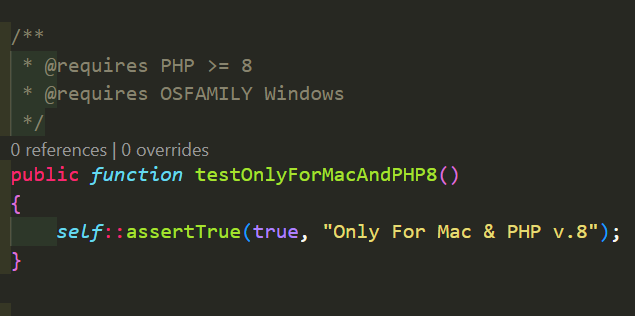 /**
 * @requires PHP >= 8
 * @requires OSFAMILY Windows
 */
0 references | 0 overrides
public function testOnlyForMacAndPHP8()
{
    self::assertTrue(true, "Only For Mac & PHP v.8");
}